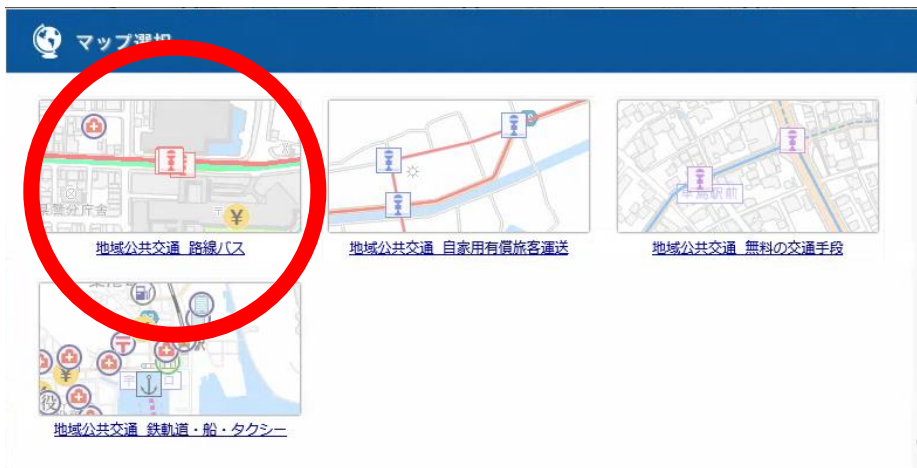 マップ選択
地域公共交通 路線バス
地域公共交通 自家用有償旅客運送
地域公共交通 無料の交通手段
地域公共交通 鉄軌道・船・タクシー